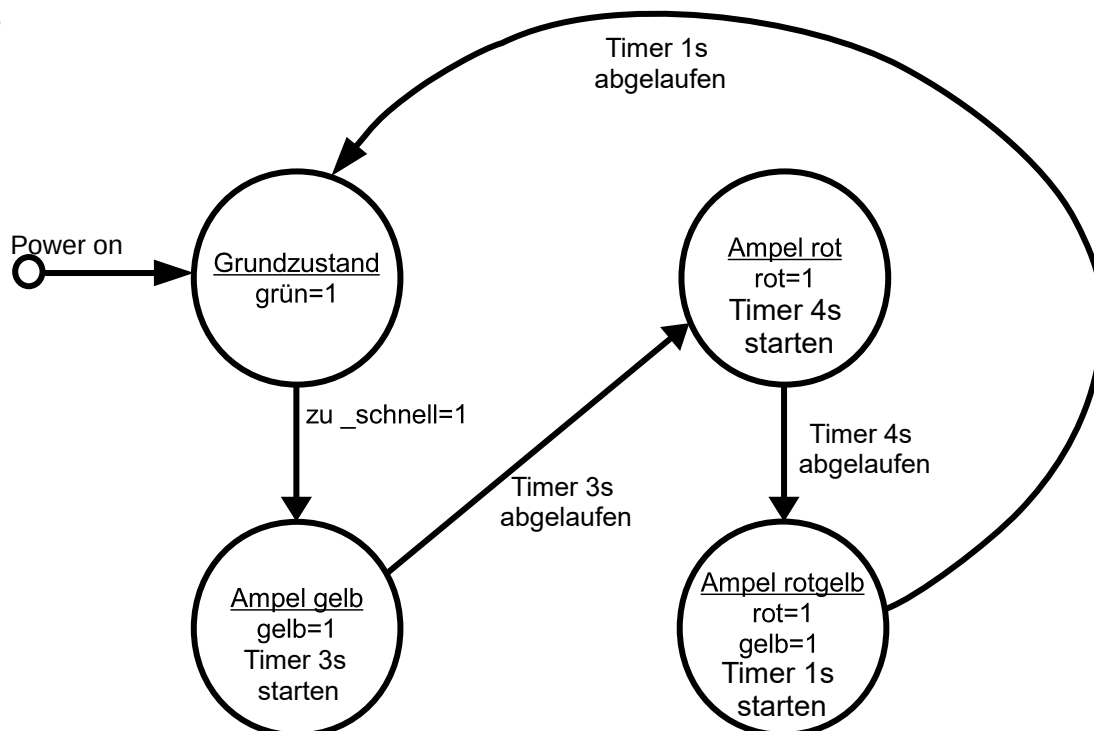 Timer 1s
abgelaufen
Power on
Grundzustand
grün=1
Ampel rot
rot=1
Timer 4s
starten
zu _schnell=1
Timer 4s
abgelaufen
Timer 3s
abgelaufen
Ampel gelb
gelb=1
Timer 3s
starten
Ampel rotgelb
rot=1
gelb=1
Timer 1s
starten